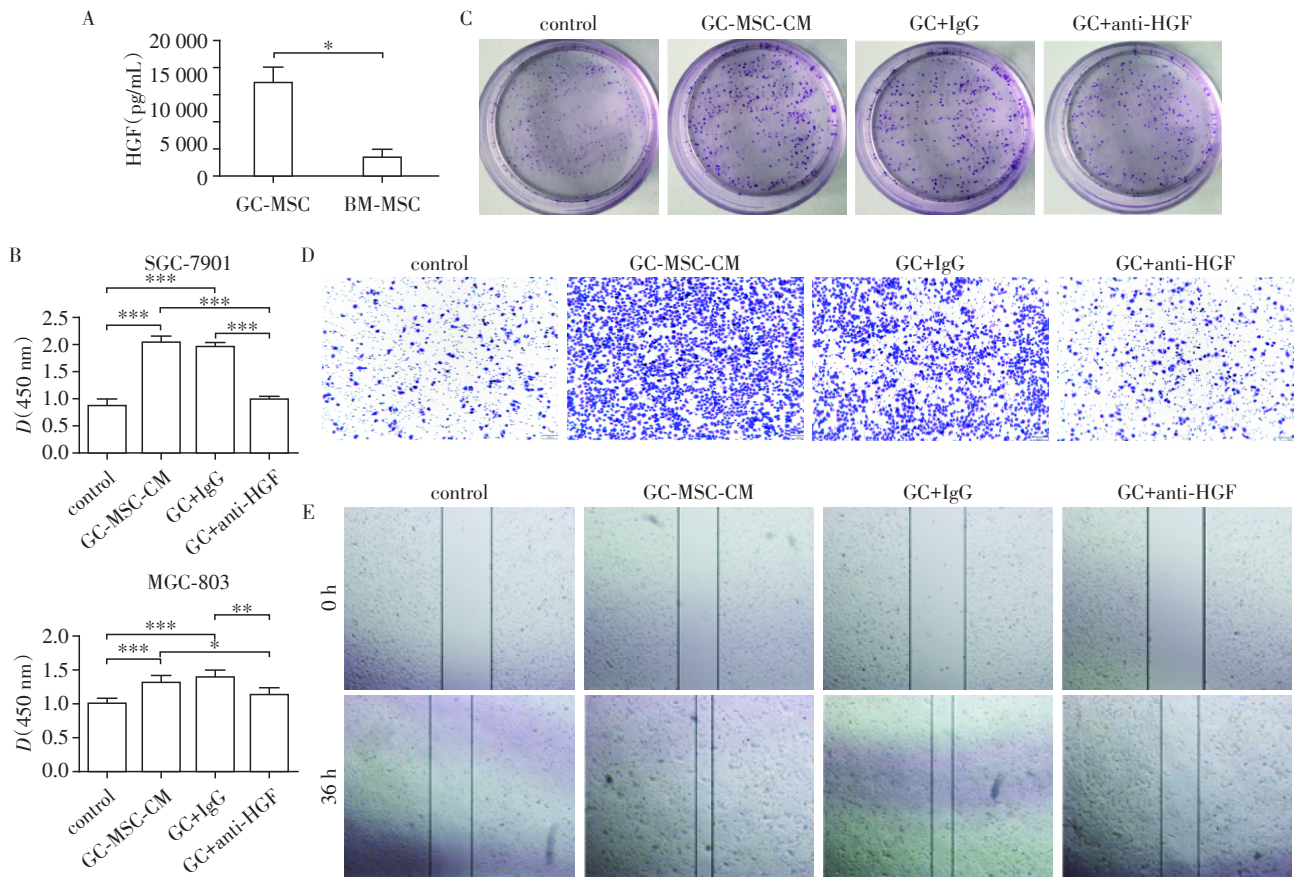 A
20 000
15 000
10 000
5 000
0
HGF(pg/mL)
*
GC-MSC BM-MSC
C
control GC-MSC-CM GC+IgG GC+anti-HGF
B
SGC-7901
***
***
***
***
2.5
2.0
1.5
1.0
0.5
0.0
D(450 nm)
control
GC-MSC-CM
GC+IgG
GC+anti-HGF
MGC-803
**
***
***
*
2.0
1.5
1.0
0.5
0.0
D(450 nm)
control
GC-MSC-CM
GC+IgG
GC+anti-HGF
D
control GC-MSC-CM GC+IgG GC+anti-HGF
E
control GC-MSC-CM GC+IgG GC+anti-HGF
0 h
36 h